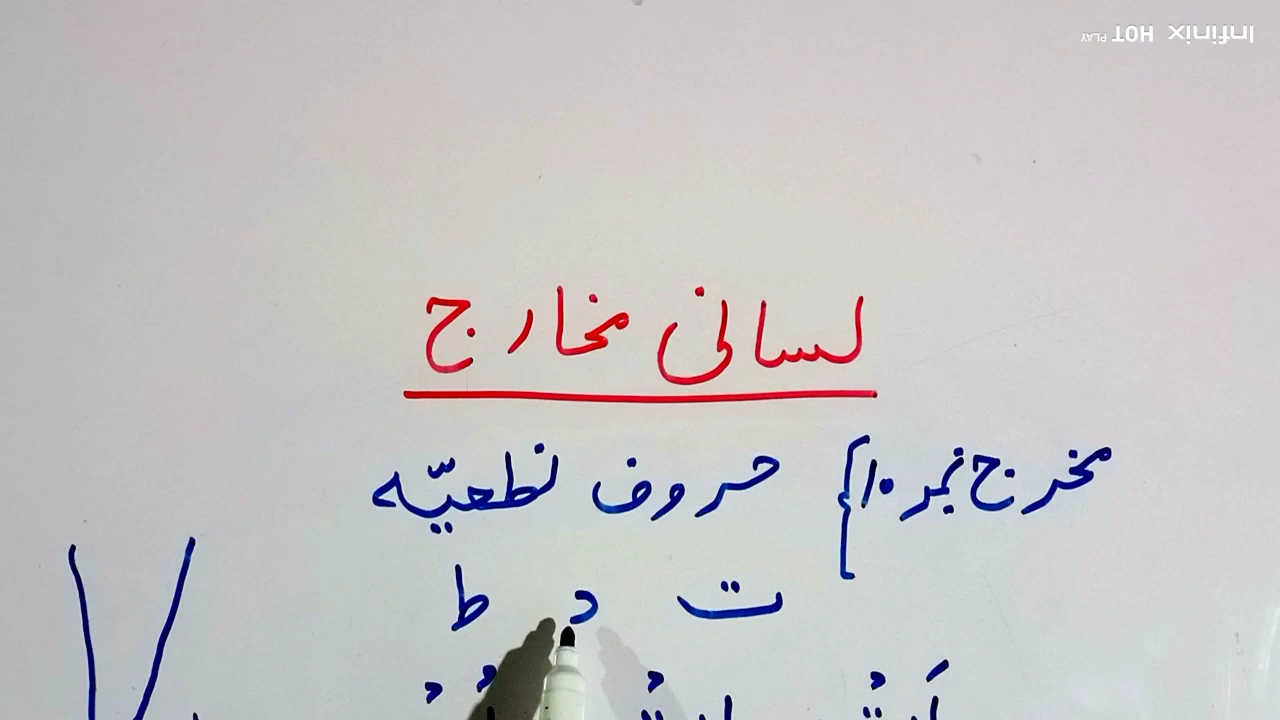 Infinix HOT PLAY
لسانی مخارج
مخرج نمبر ۱۰} حروف نطعیّہ
ت د ط